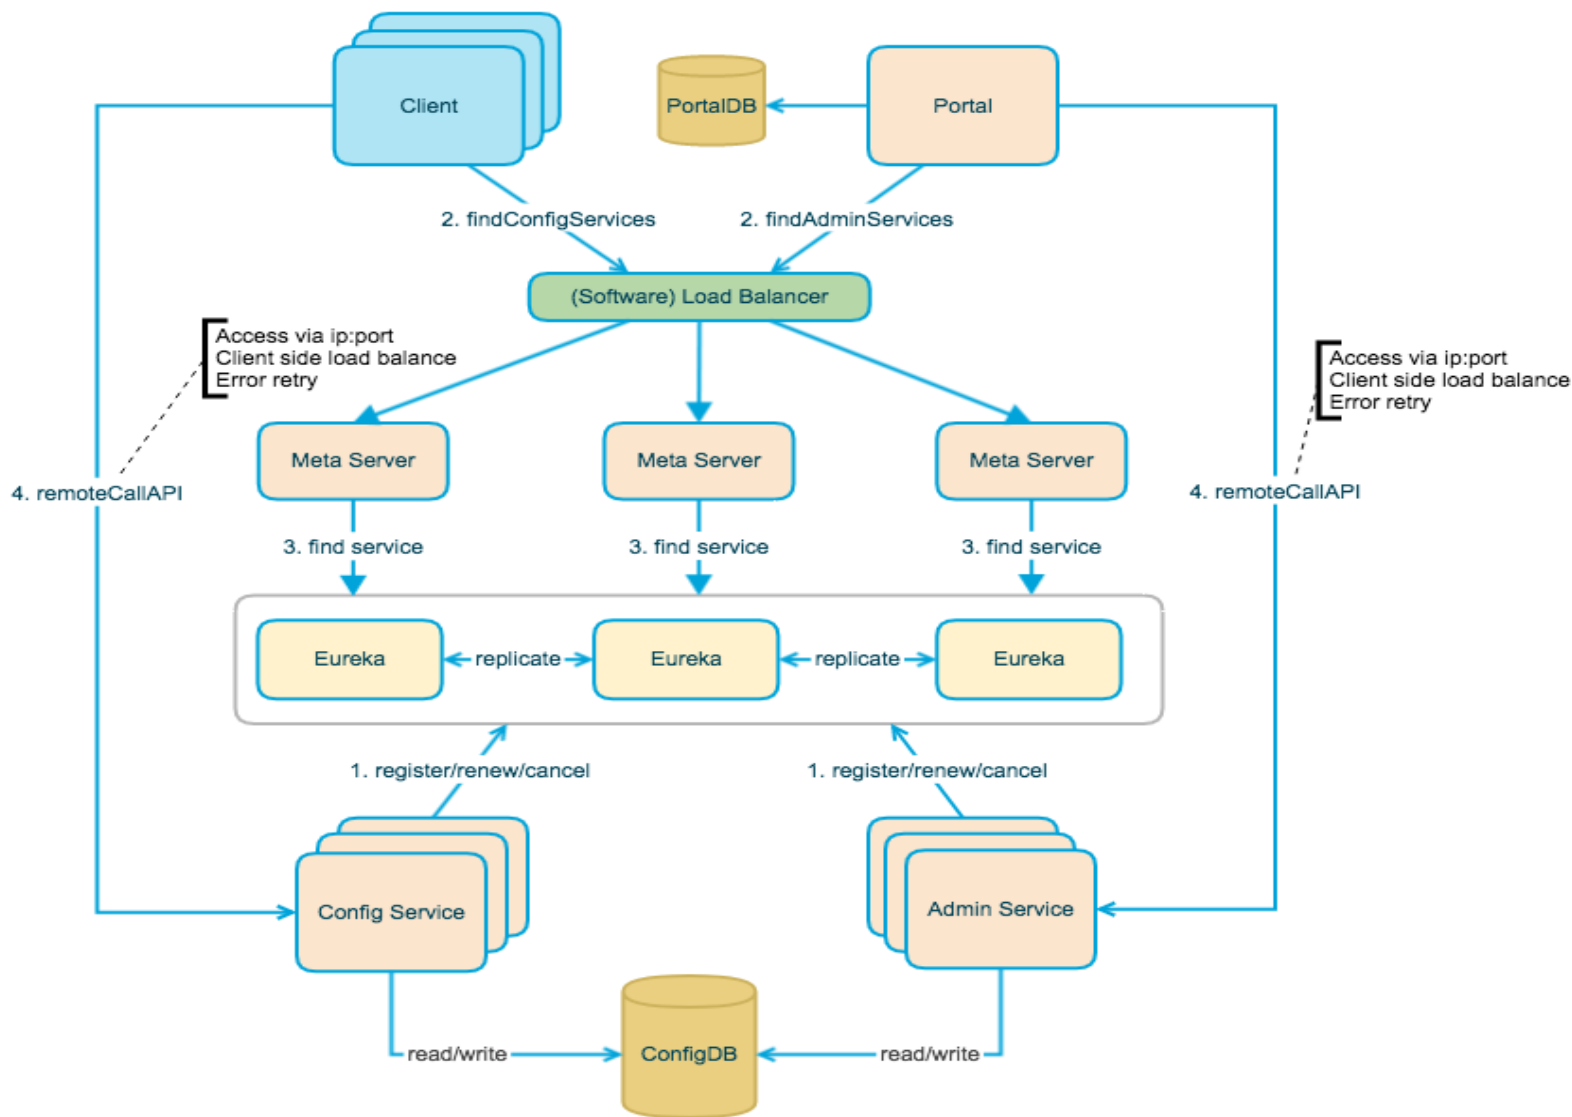 Client
PortalDB
Portal
2. findConfigServices
2. findAdminServices
(Software) Load Balancer
Access via ip:port
Client side load balance
Error retry
Access via ip:port
Client side load balance
Error retry
Meta Server
Meta Server
Meta Server
4. remoteCallAPI
4. remoteCallAPI
3. find service
3. find service
3. find service
Eureka
replicate
Eureka
replicate
Eureka
1. register/renew/cancel
1. register/renew/cancel
Config Service
Admin Service
read/write
ConfigDB
read/write